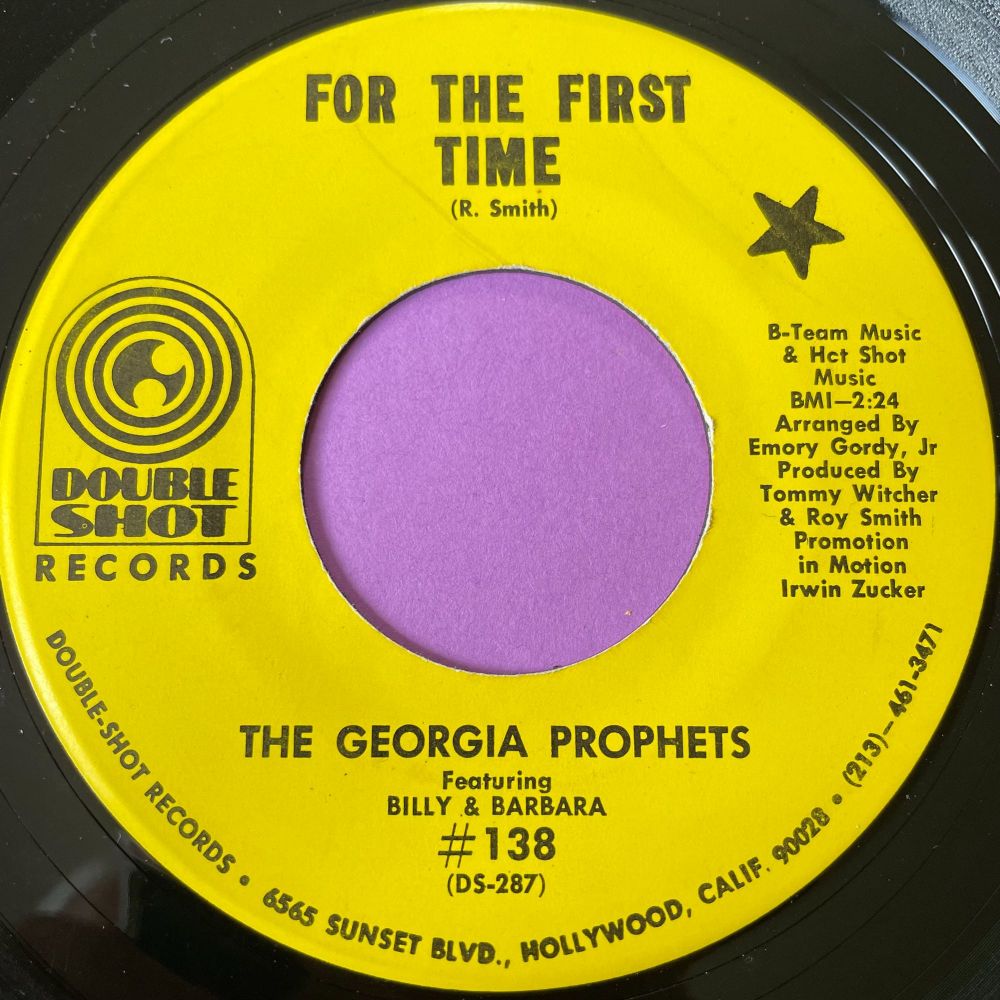 FOR THE FIRST
TIME
(R. Smith)
DOUBLE
SHOT
RECORDS
B-Team Music
& Hct Shot
Music
BMI—2:24
Arranged By
Emory Gordy, Jr
Produced By
Tommy Witcher
& Roy Smith
Promotion
in Motion
Irwin Zucker
THE GEORGIA PROPHETS
Featuring
BILLY & BARBARA
#138
(DS-287)
DOUBLE-SHOT RECORDS • 6565 SUNSET BLVD., HOLLYWOOD, CALIF. 90028 • (213)—461-3471